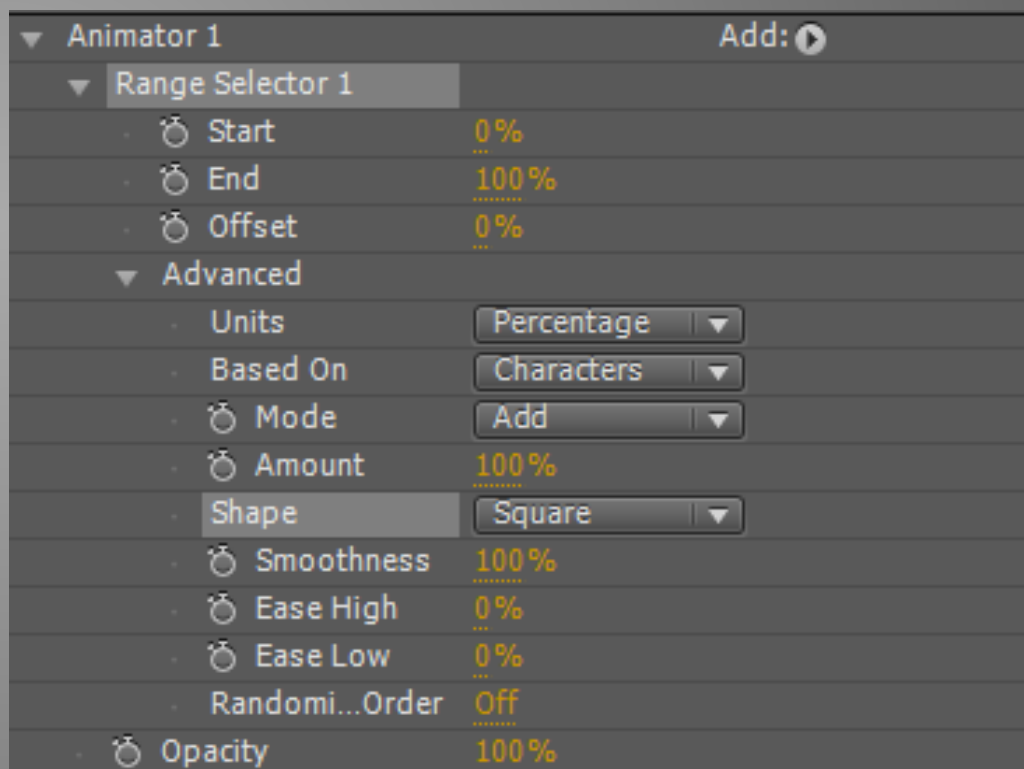 Animator 1 Add:
Range Selector 1
Start 0%
End 100%
Offset 0%
Advanced
Units Percentage
Based On Characters
Mode Add
Amount 100%
Shape Square
Smoothness 100%
Ease High 0%
Ease Low 0%
Randomi...Order Off
Opacity 100%